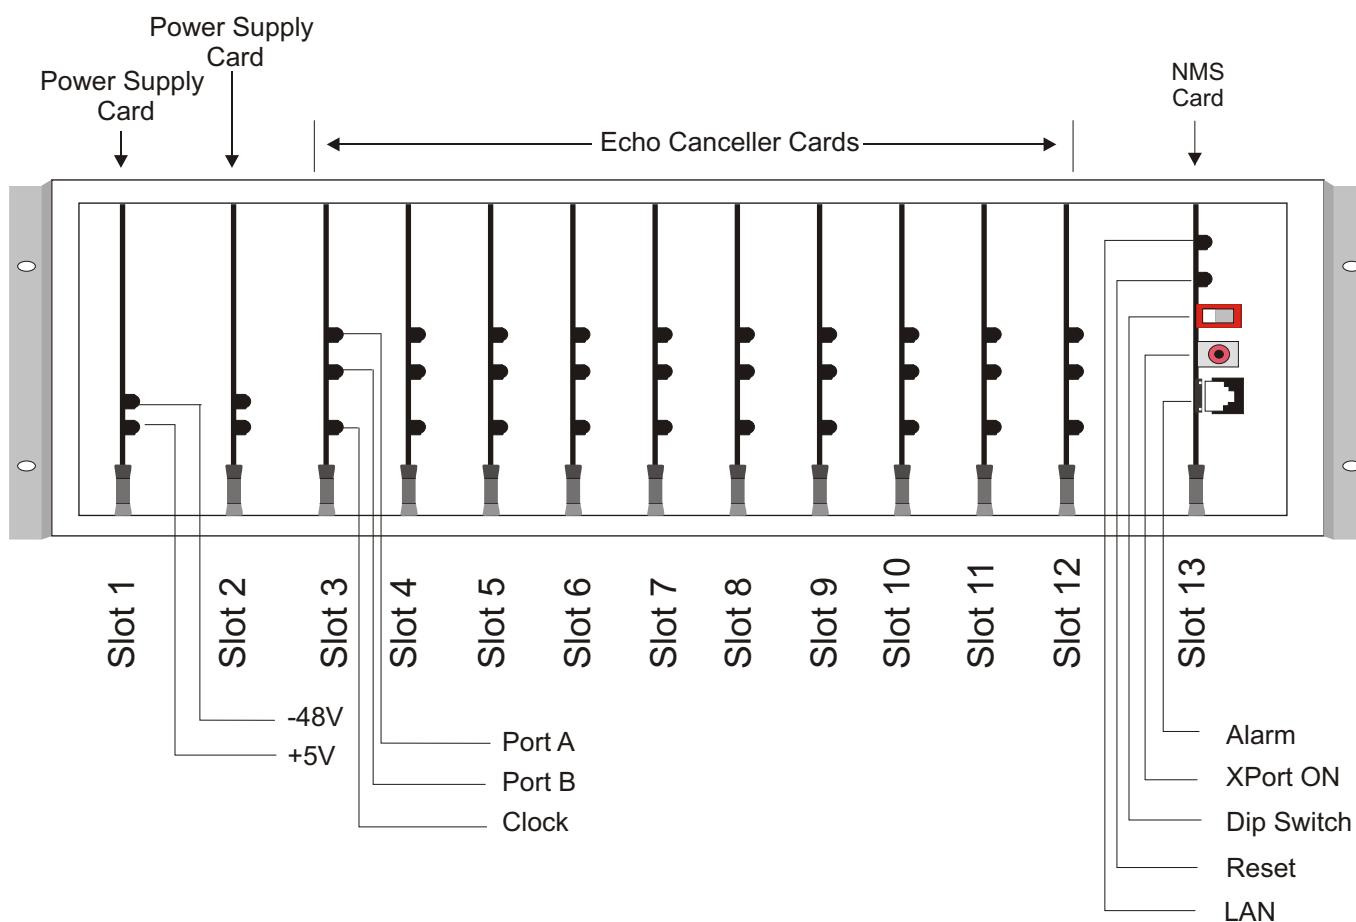 Power Supply
Card
Power Supply
Card
Echo Canceller Cards
NMS
Card
Slot 1
Slot 2
Slot 3
Slot 4
Slot 5
Slot 6
Slot 7
Slot 8
Slot 9
Slot 10
Slot 11
Slot 12
Slot 13
-48V
+5V
Port A
Port B
Clock
Alarm
XPort ON
Dip Switch
Reset
LAN